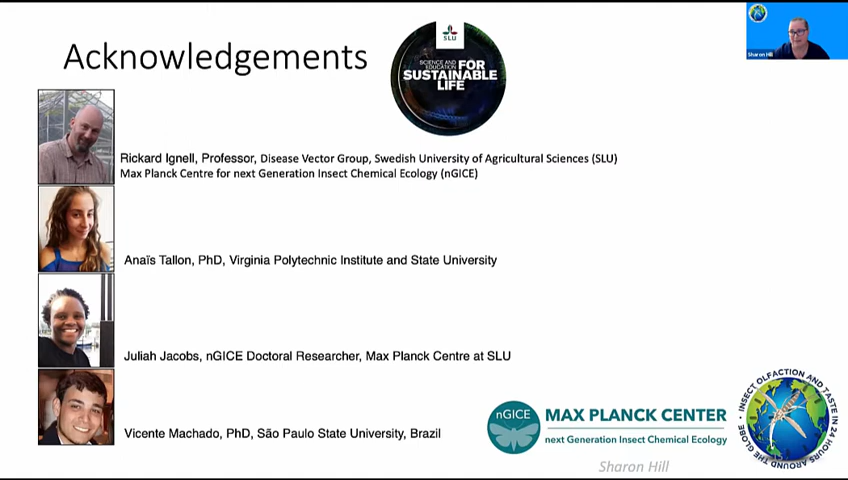 Acknowledgements
SLU
SCIENCE AND
EDUCATION FOR
SUSTAINABLE
LIFE
Sharon Hill
Rickard Ignell, Professor, Disease Vector Group, Swedish University of Agricultural Sciences (SLU)
Max Planck Centre for next Generation Insect Chemical Ecology (nGICE)
Anaïs Tallon, PhD, Virginia Polytechnic Institute and State University
Juliah Jacobs, nGICE Doctoral Researcher, Max Planck Centre at SLU
Vicente Machado, PhD, São Paulo State University, Brazil
nGICE
MAX PLANCK CENTER
next Generation Insect Chemical Ecology
Sharon Hill
INSECT OLFACTION AND TASTE IN 24 HOURS AROUND THE GLOBE